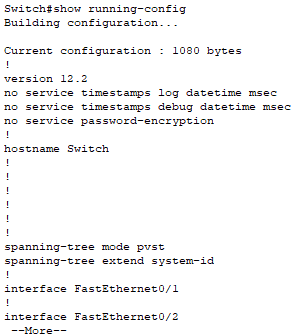 Switch#show running-config
Building configuration...
Current configuration : 1080 bytes
!
version 12.2
no service timestamps log datetime msec
no service timestamps debug datetime msec
no service password-encryption
!
hostname Switch
!
!
!
!
!
!
spanning-tree mode pvst
spanning-tree extend system-id
!
interface FastEthernet0/1
!
interface FastEthernet0/2
--More--